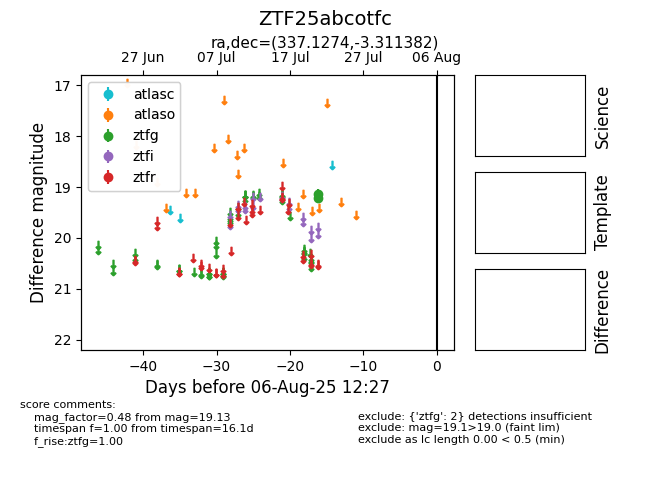 ZTF25abcotfc
ra,dec=(337.1274,-3.311382)
27 Jun 07 Jul 17 Jul 27 Jul 06 Aug
17
18
19
20
21
22
Difference magnitude
atlasc
atlaso
ztfg
ztfi
ztfr
−40 −30 −20 −10 0
Days before 06-Aug-25 12:27
Science
Template
Difference
score comments:
mag_factor=0.48 from mag=19.13
timespan f=1.00 from timespan=16.1d
f_rise:ztfg=1.00
exclude: {'ztfg': 2} detections insufficient
exclude: mag=19.1>19.0 (faint lim)
exclude as lc length 0.00 < 0.5 (min)